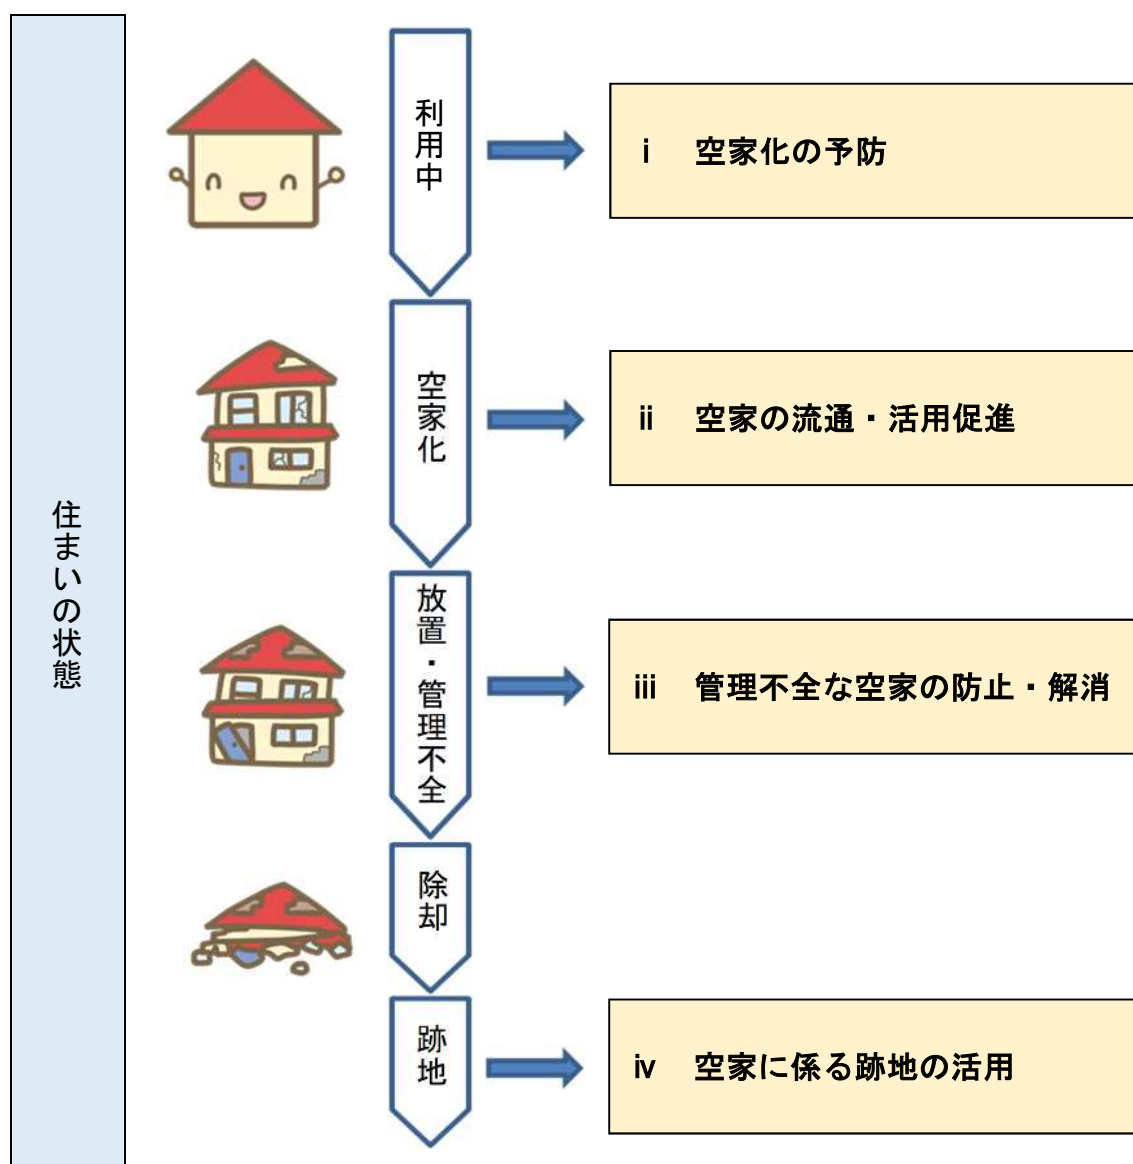 住まいの状態
利用中
ⅰ 空家化の予防
空家化
ⅱ 空家の流通・活用促進
放置・管理不全
ⅲ 管理不全な空家の防止・解消
除却
跡地
ⅳ 空家に係る跡地の活用